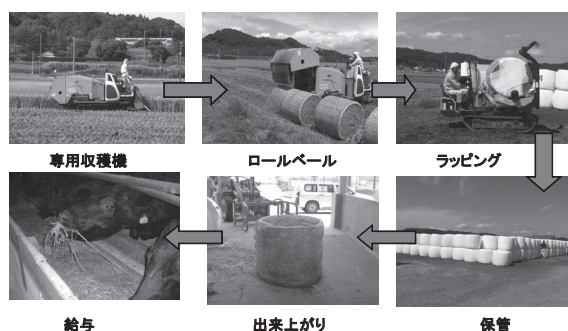 専用収穫機
ロールベール
ラッピング
給与
出来上がり
保管